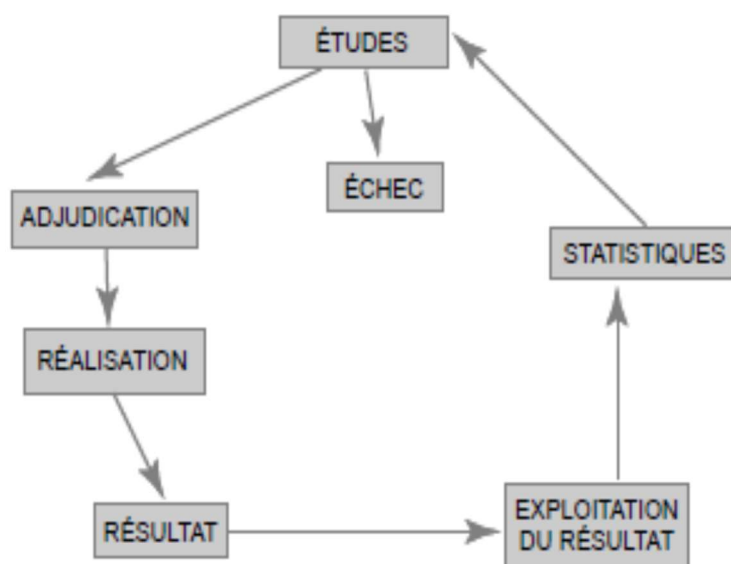 ÉTUDES
ÉCHEC
ADJUDICATION
STATISTIQUES
RÉALISATION
RÉSULTAT
EXPLOITATION
DU RÉSULTAT